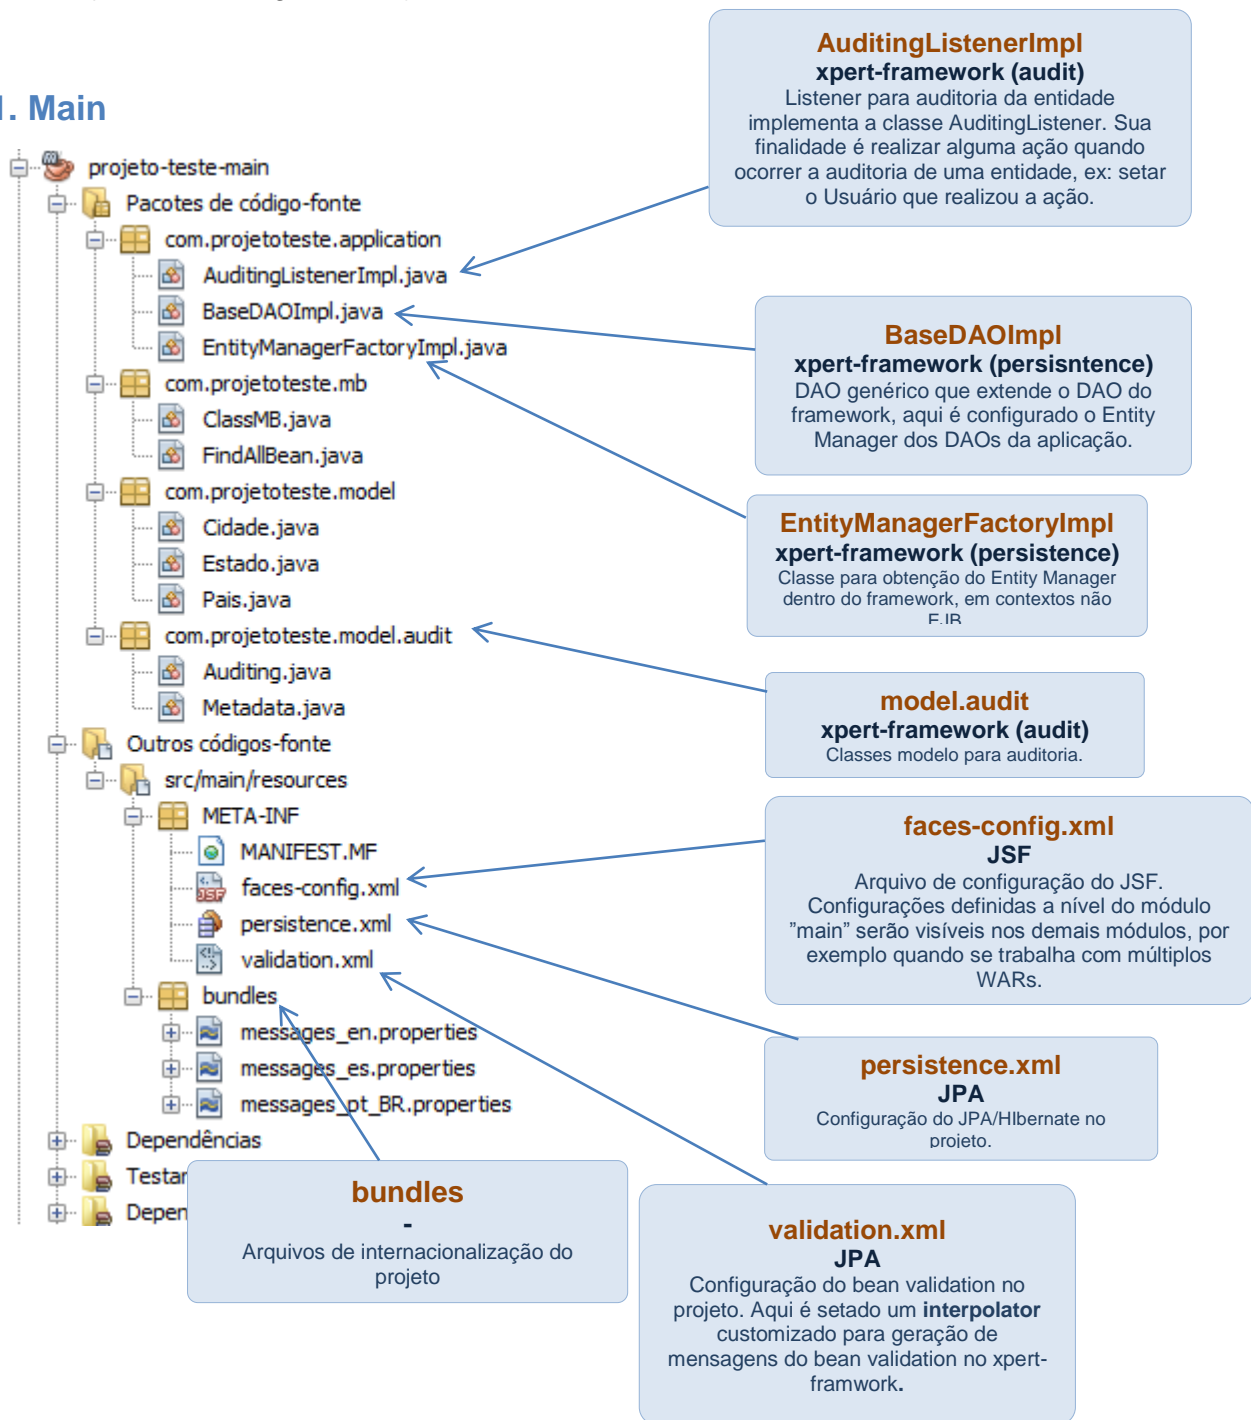 1. Main
projeto-teste-main
Pacotes de código-fonte
com.projetoteste.application
AuditingListenerImpl.java
BaseDAOImpl.java
EntityManagerFactoryImpl.java
com.projetoteste.mb
ClassMB.java
FindAllBean.java
com.projetoteste.model
Cidade.java
Estado.java
Pais.java
com.projetoteste.model.audit
Auditing.java
Metadata.java
Outros códigos-fonte
src/main/resources
META-INF
MANIFEST.MF
faces-config.xml
persistence.xml
validation.xml
bundles
messages_en.properties
messages_es.properties
messages_pt_BR.properties
Dependências
Testar
Depen
AuditingListenerImpl
xpert-framework (audit)
Listener para auditoria da entidade
implementa a classe AuditingListener. Sua
finalidade é realizar alguma ação quando
ocorrer a auditoria de uma entidade, ex: setar
o Usuário que realizou a ação.
BaseDAOImpl
xpert-framework (persisntence)
DAO genérico que extende o DAO do
framework, aqui é configurado o Entity
Manager dos DAOs da aplicação.
EntityManagerFactoryImpl
xpert-framework (persistence)
Classe para obtenção do Entity Manager
dentro do framework, em contextos não
EJB
model.audit
xpert-framework (audit)
Classes modelo para auditoria.
faces-config.xml
JSF
Arquivo de configuração do JSF.
Configurações definidas a nível do módulo
”main” serão visíveis nos demais módulos, por
exemplo quando se trabalha com múltiplos
WARs.
persistence.xml
JPA
Configuração do JPA/HIbernate no
projeto.
bundles
-
Arquivos de internacionalização do
projeto
validation.xml
JPA
Configuração do bean validation no
projeto. Aqui é setado um interpolator
customizado para geração de
mensagens do bean validation no xpert-
framwork.